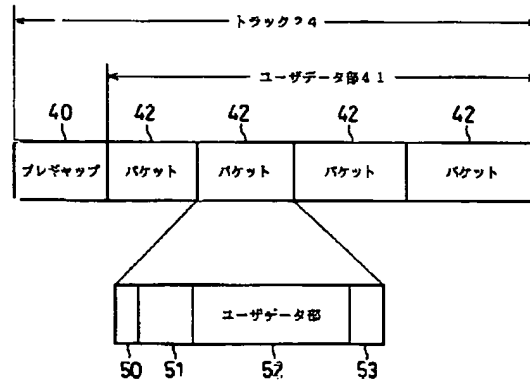 トラック24
ユーザデータ部41
40 42 42 42 42
プレギャップ パケット パケット パケット パケット
ユーザデータ部
50 51 52 53